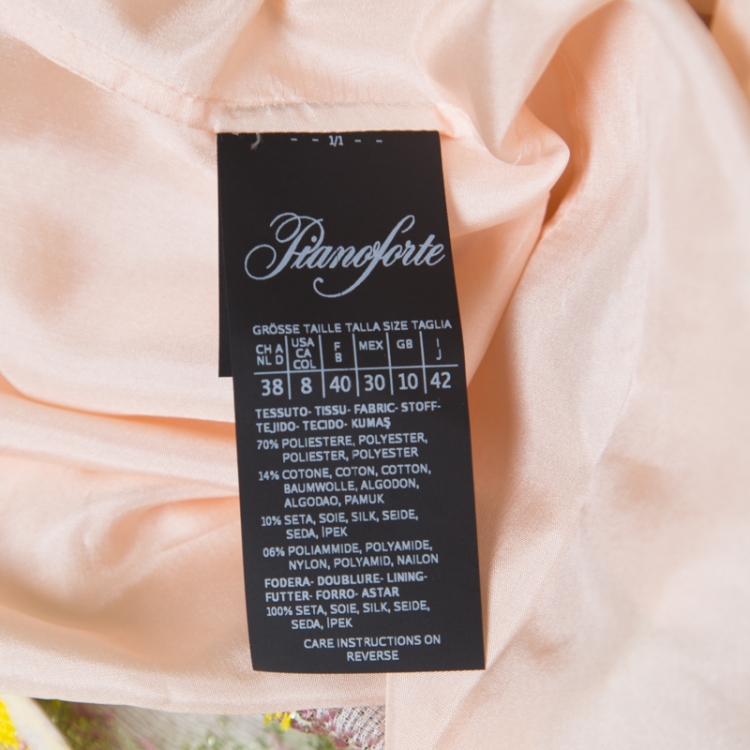 - - 1/1 - -
Pianoforte
GRÖSSE TAILLE TALLA SIZE TAGLIA
CH A NL D USA CA COL F B MEX GB I J
38 8 40 30 10 42
TESSUTO- TISSU- FABRIC- STOFF-
TEJIDO- TECIDO- KUMAŞ
70% POLIESTERE, POLYESTER,
POLIESTER, POLYESTER
14% COTONE, COTON, COTTON,
BAUMWOLLE, ALGODON,
ALGODAO, PAMUK
10% SETA, SOIE, SILK, SEIDE,
SEDA, İPEK
06% POLIAMMIDE, POLYAMIDE,
NYLON, POLYAMID, NAILON
FODERA- DOUBLURE- LINING-
FUTTER- FORRO- ASTAR
100% SETA, SOIE, SILK, SEIDE,
SEDA, İPEK
CARE INSTRUCTIONS ON
REVERSE